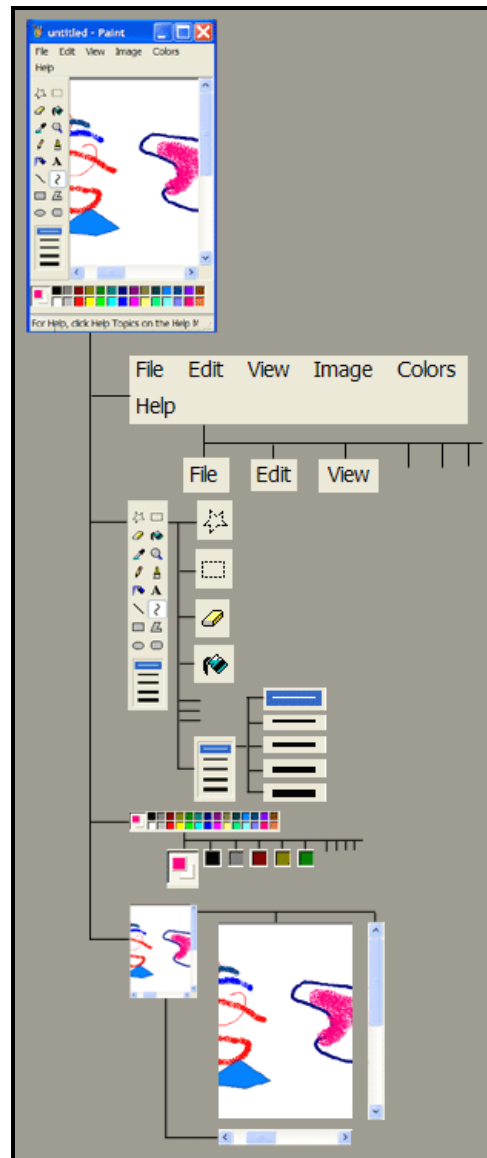 untitled - Paint
File Edit View Image Colors
Help
A
For Help, click Help Topics on the Help M
File Edit View Image Colors
Help
File Edit View
A